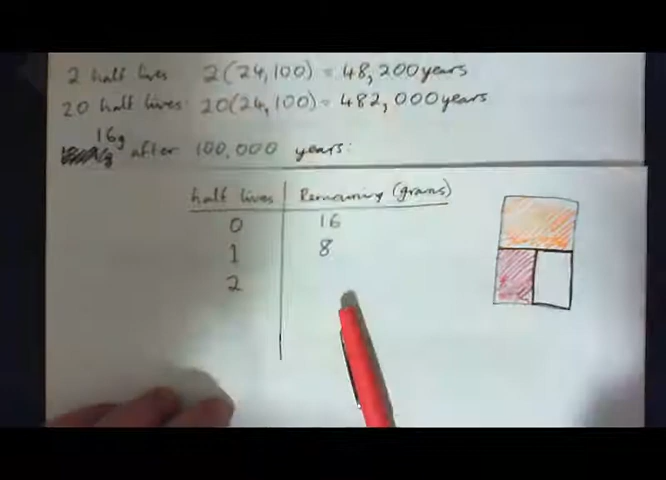 2 half lives 2(24,100) = 48,200 years
20 half lives: 20(24,100) = 482,000 years
16g
after 100,000 years:
half lives Remaining (grams)
0 16
1 8
2